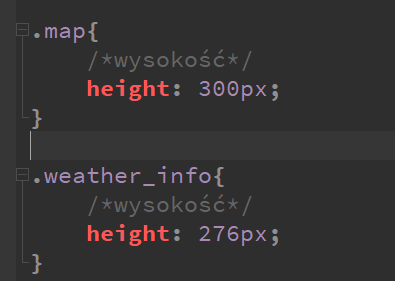 .map{
/*wysokość*/
height: 300px;
}
.weather_info{
/*wysokość*/
height: 276px;
}